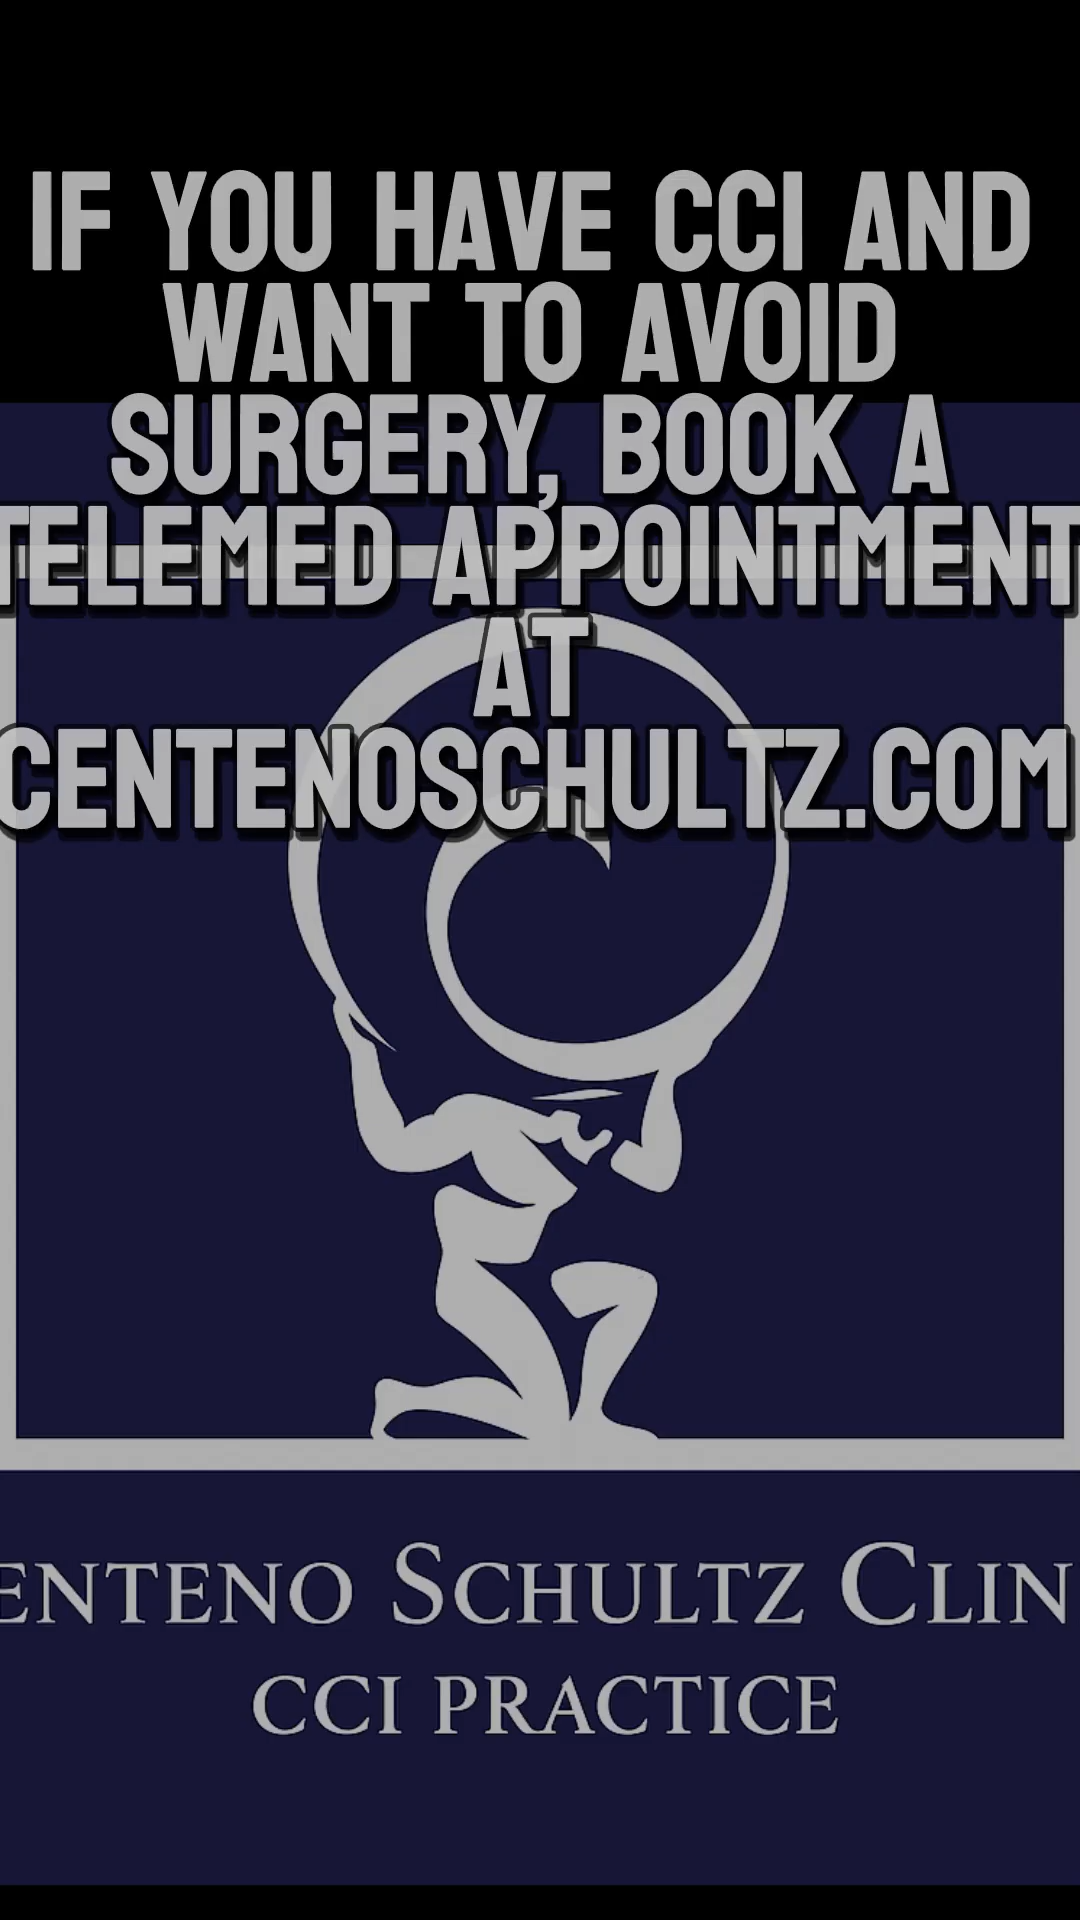 IF YOU HAVE CCI AND
WANT TO AVOID
SURGERY, BOOK A
TELEMED APPOINTMENT
AT
CENTENOSCHULTZ.COM
ENTENO SCHULTZ CLIN
CCI PRACTICE